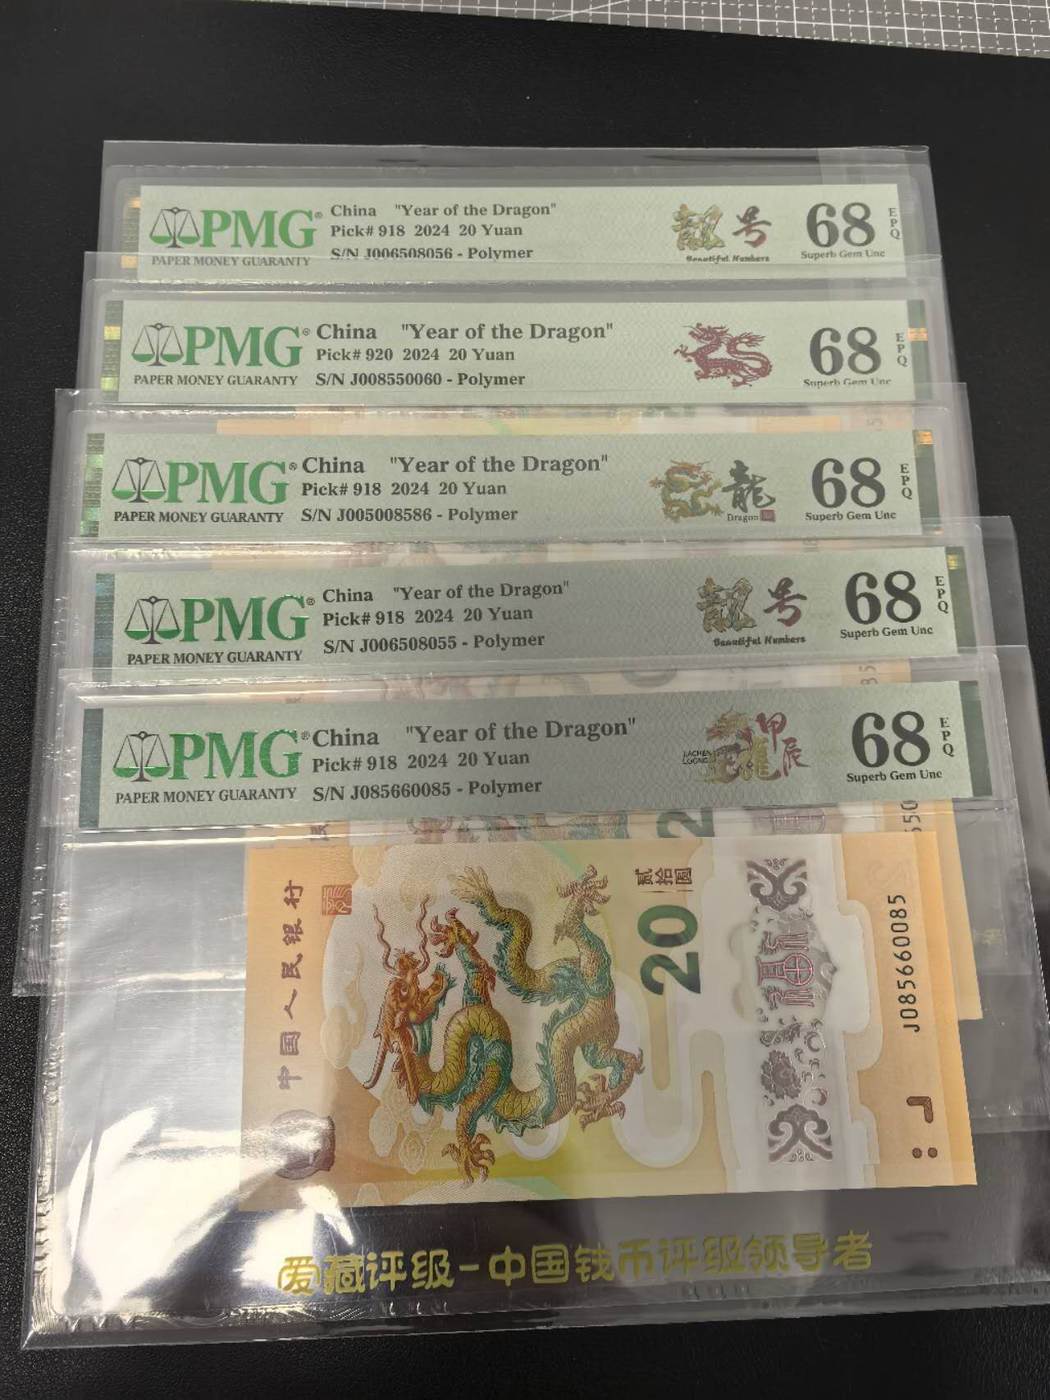 PMG®
PAPER MONEY GUARANTY
China "Year of the Dragon"
Pick# 918 2024 20 Yuan
S/N J006508056 - Polymer
靓号
Beautiful Numbers
68
EPQ
Superb Gem Unc
PMG®
PAPER MONEY GUARANTY
China "Year of the Dragon"
Pick# 920 2024 20 Yuan
S/N J008550060 - Polymer
68
EPQ
Superb Gem Unc
PMG®
PAPER MONEY GUARANTY
China "Year of the Dragon"
Pick# 918 2024 20 Yuan
S/N J005008586 - Polymer
龍
Dragon
68
EPQ
Superb Gem Unc
PMG®
PAPER MONEY GUARANTY
China "Year of the Dragon"
Pick# 918 2024 20 Yuan
S/N J006508055 - Polymer
靓号
Beautiful Numbers
68
EPQ
Superb Gem Unc
PMG®
PAPER MONEY GUARANTY
China "Year of the Dragon"
Pick# 918 2024 20 Yuan
S/N J085660085 - Polymer
甲辰
龍
68
EPQ
Superb Gem Unc
中国人民银行
贰拾圆
20
J085660085
爱藏评级-中国钱币评级领导者